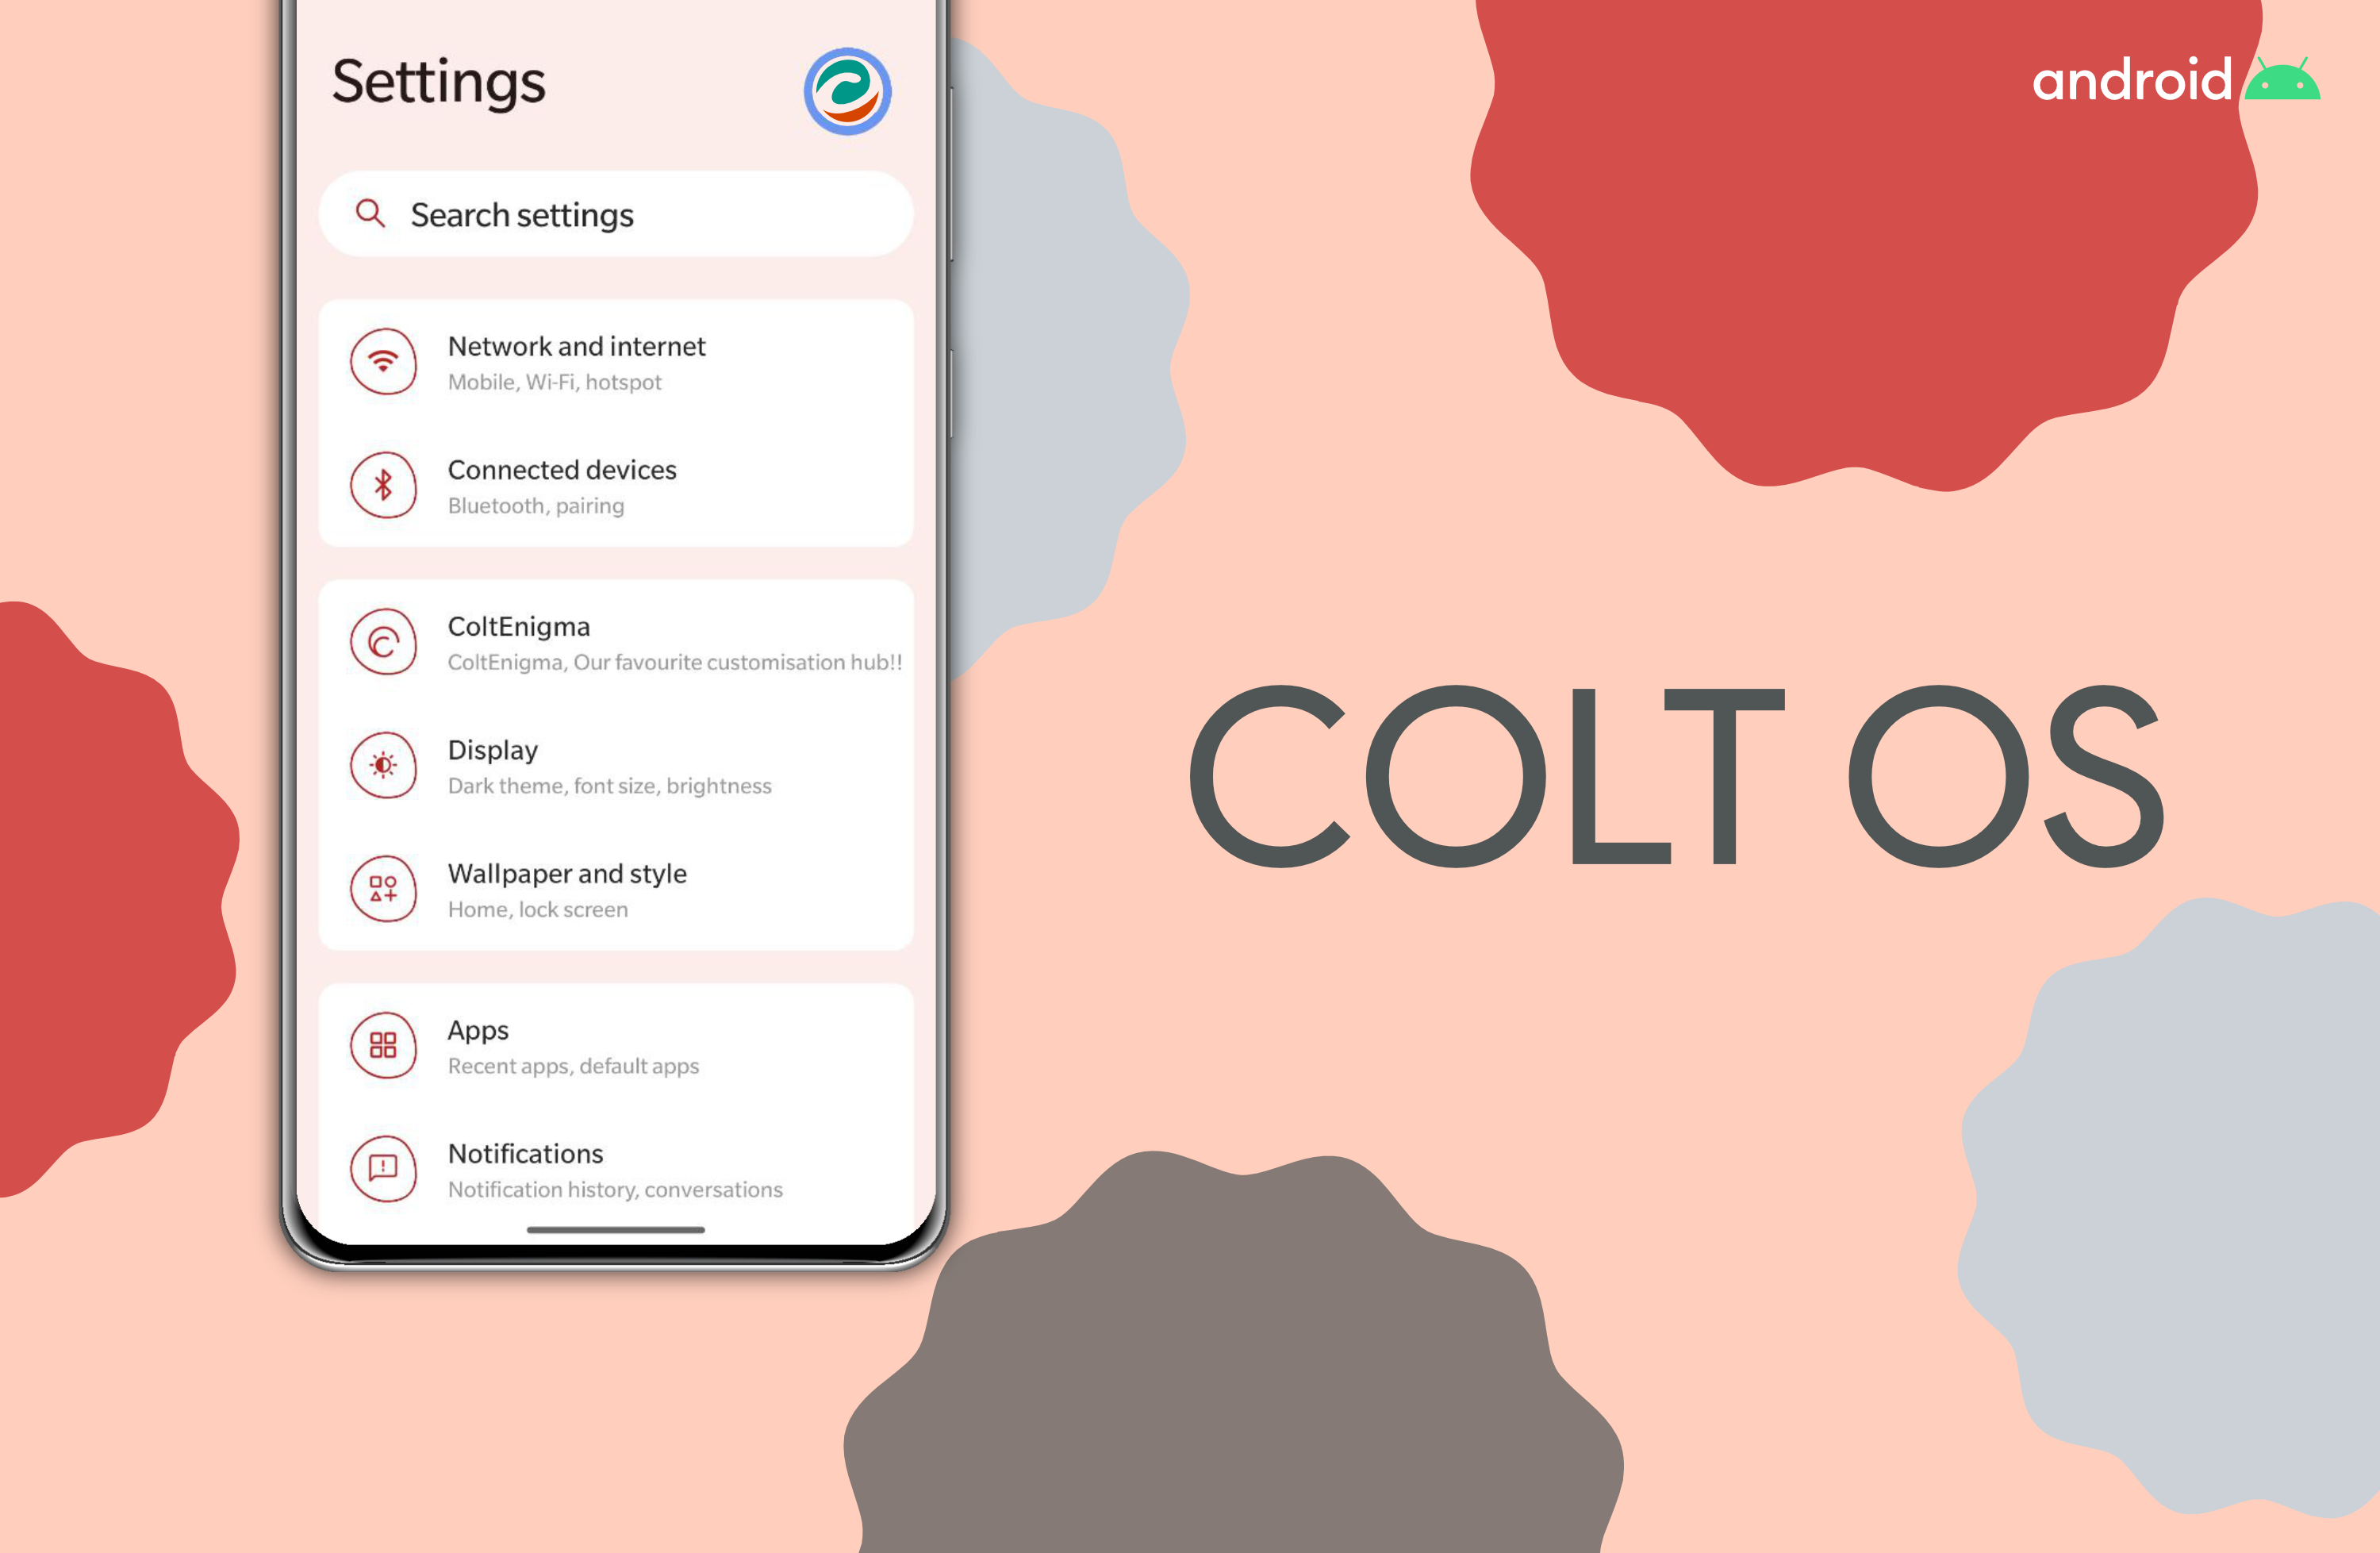 Settings
Search settings
Network and internet
Mobile, Wi-Fi, hotspot
Connected devices
Bluetooth, pairing
ColtEnigma
ColtEnigma, Our favourite customisation hub!!
Display
Dark theme, font size, brightness
Wallpaper and style
Home, lock screen
Apps
Recent apps, default apps
Notifications
Notification history, conversations
android
COLT OS